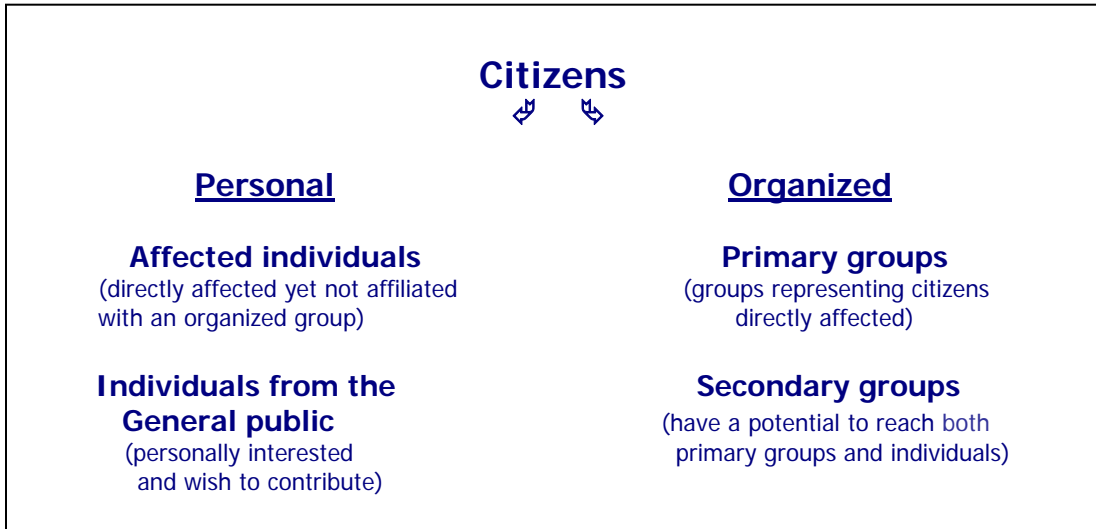 Citizens
Personal
Affected individuals
(directly affected yet not affiliated
with an organized group)
Individuals from the
General public
(personally interested
and wish to contribute)
Organized
Primary groups
(groups representing citizens
directly affected)
Secondary groups
(have a potential to reach both
primary groups and individuals)